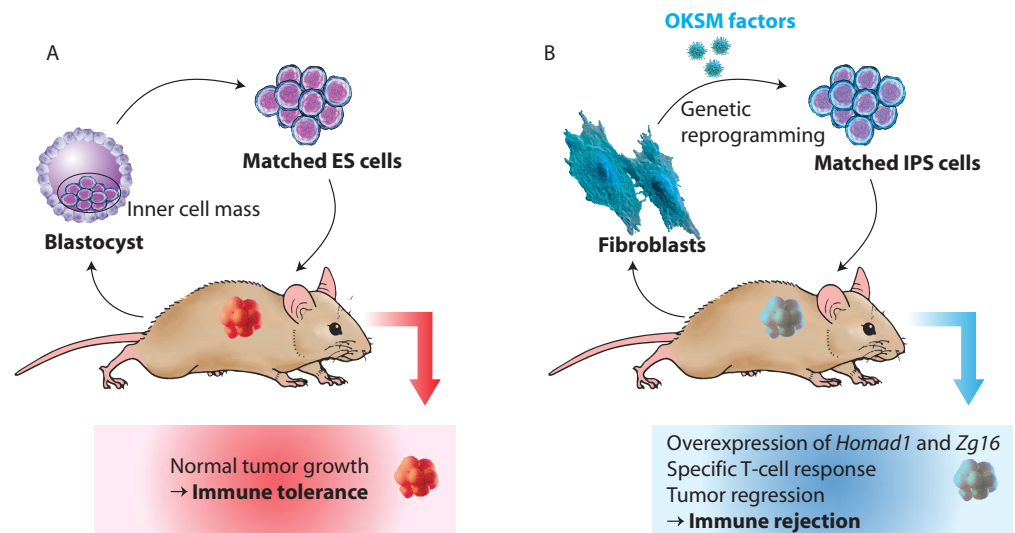 A
Matched ES cells
Inner cell mass
Blastocyst
Normal tumor growth
→ Immune tolerance
B
OKSM factors
Genetic
reprogramming
Matched IPS cells
Fibroblasts
Overexpression of Homad1 and Zg16
Specific T-cell response
Tumor regression
→ Immune rejection